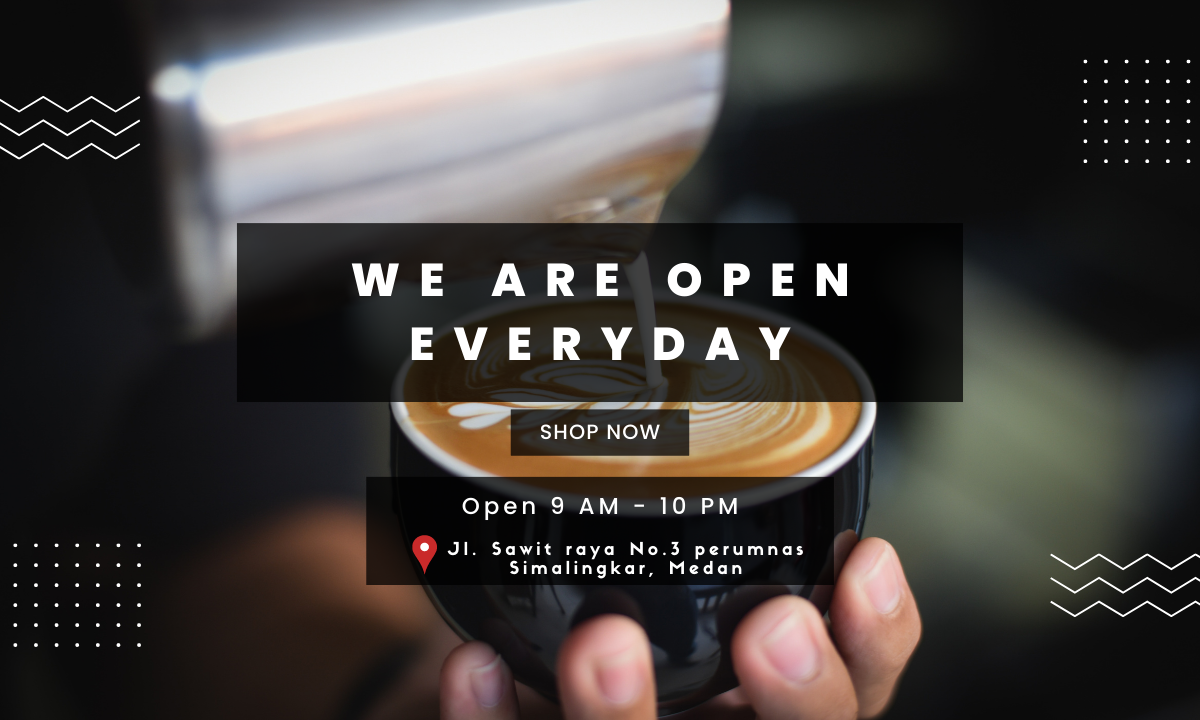 WE ARE OPEN
EVERYDAY
SHOP NOW
Open 9 AM - 10 PM
Jl. Sawit raya No.3 perumnas
Simalingkar, Medan